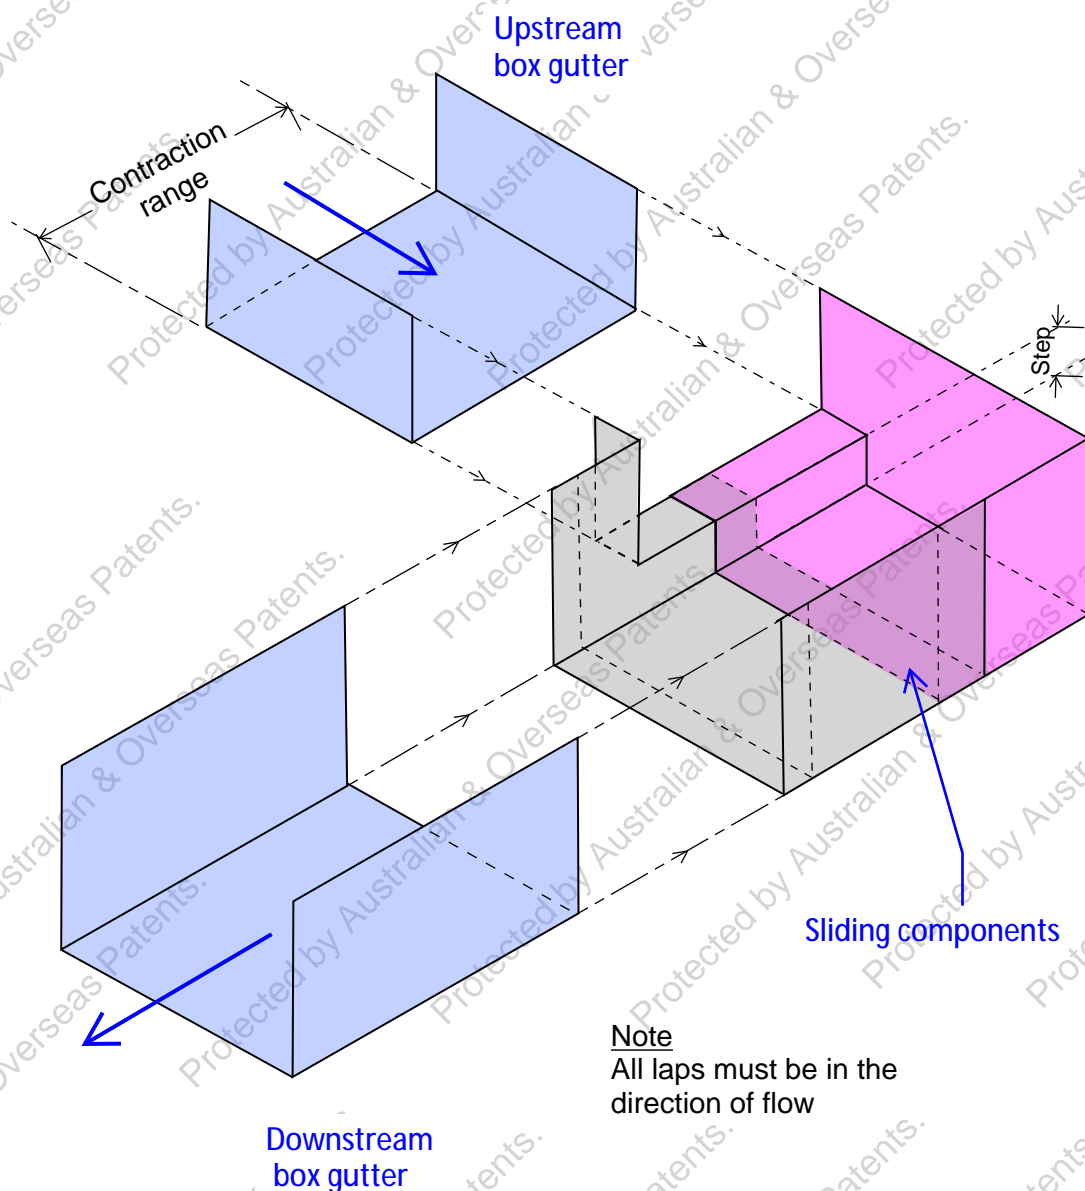 Upstream
box gutter
Contraction
range
Step
Sliding components
Note
All laps must be in the
direction of flow
Downstream
box gutter
Protected by Australian & Overseas Patents.